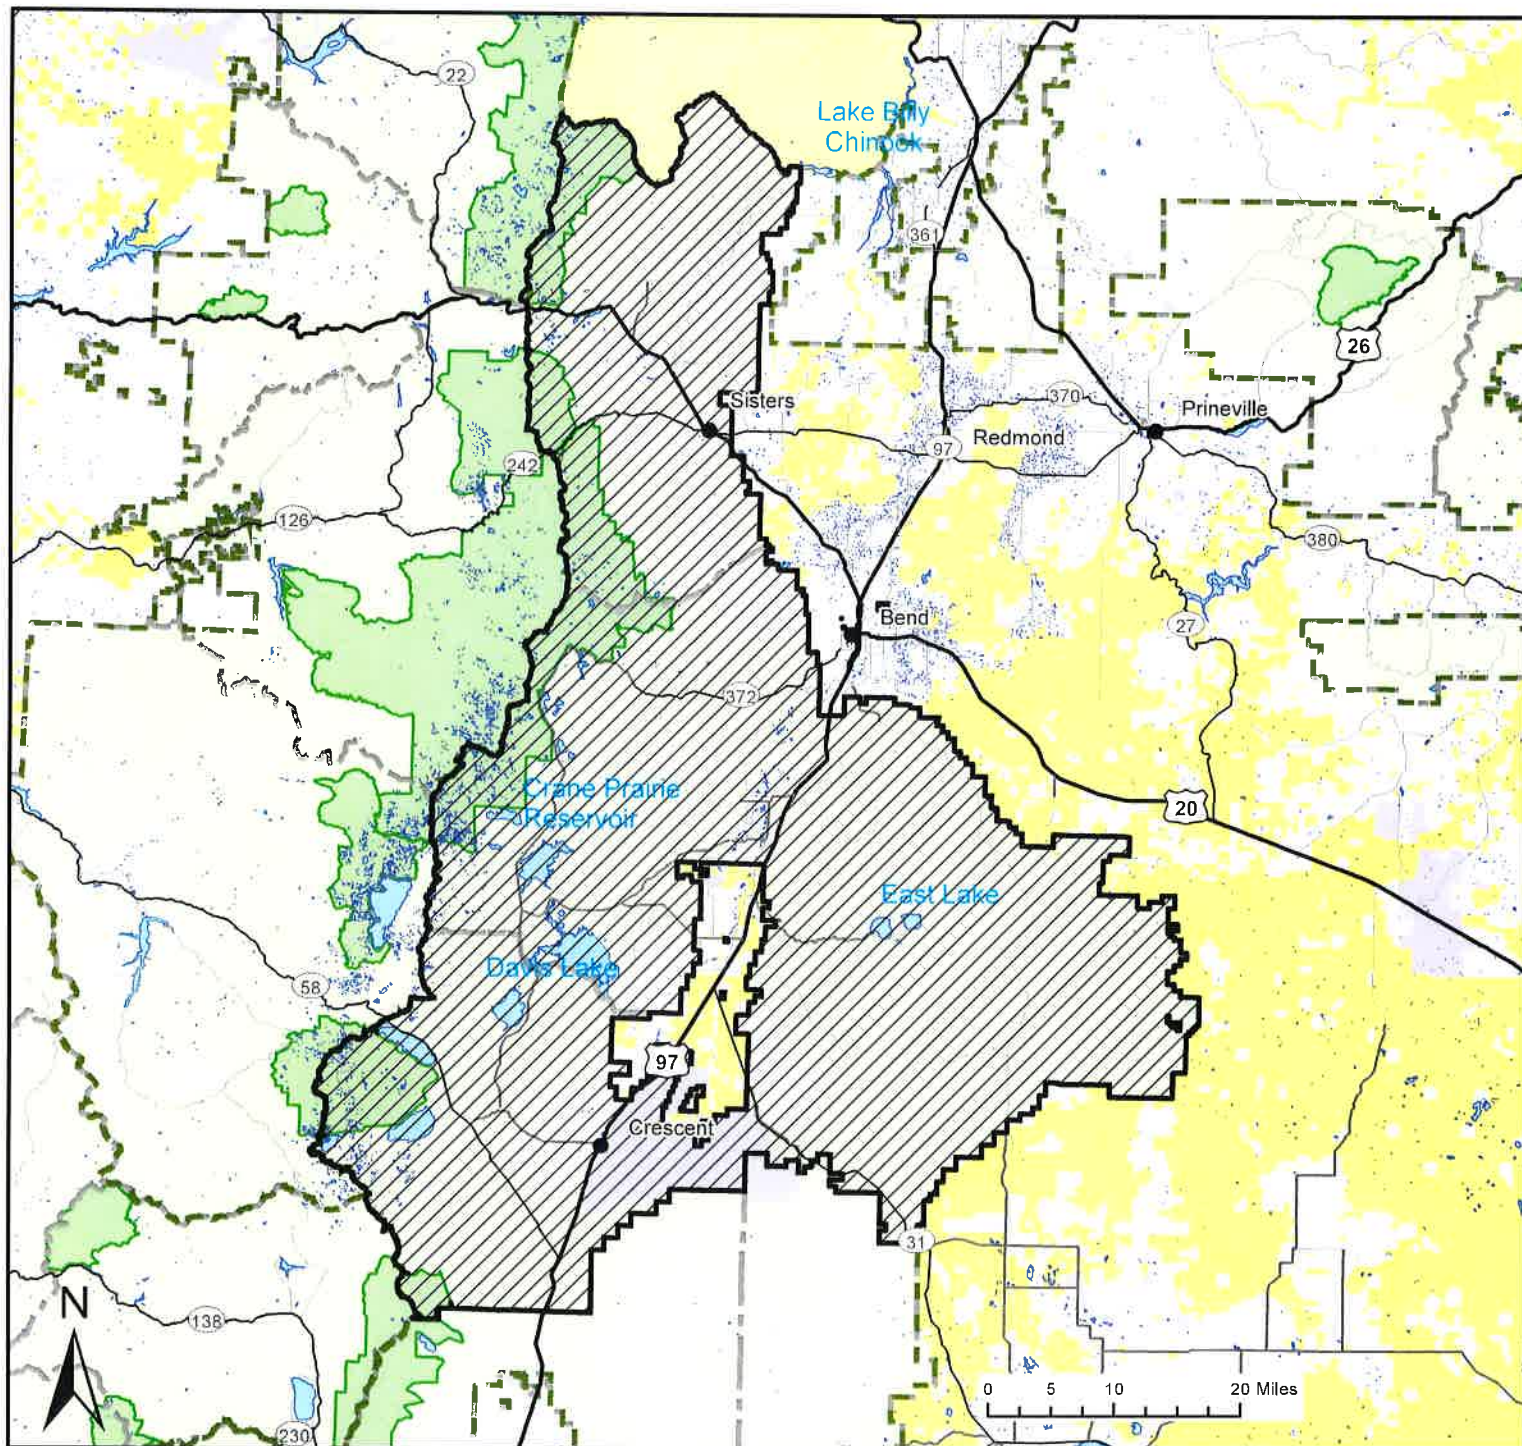 22
Lake Billy
Chinook
361
26
Sisters
370
Prineville
Redmond
97
242
126
380
Bend
27
372
Crane Prairie
Reservoir
20
East Lake
Davis Lake
58
97
Crescent
31
N
138
0 5 10 20 Miles
230